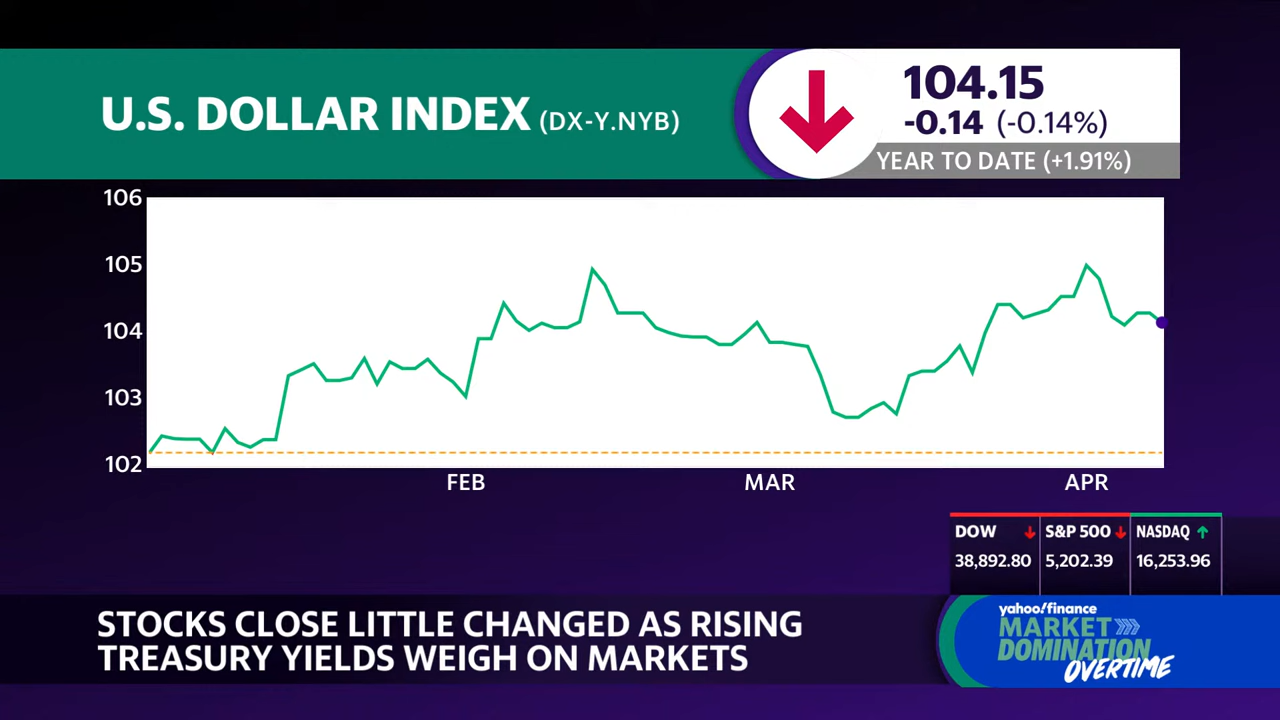 U.S. DOLLAR INDEX (DX-Y.NYB)
104.15
-0.14 (-0.14%)
YEAR TO DATE (+1.91%)
106
105
104
103
102
FEB MAR APR
DOW S&P 500 NASDAQ
38,892.80 5,202.39 16,253.96
STOCKS CLOSE LITTLE CHANGED AS RISING
TREASURY YIELDS WEIGH ON MARKETS
yahoo/finance
MARKET
DOMINATION
OVERTIME